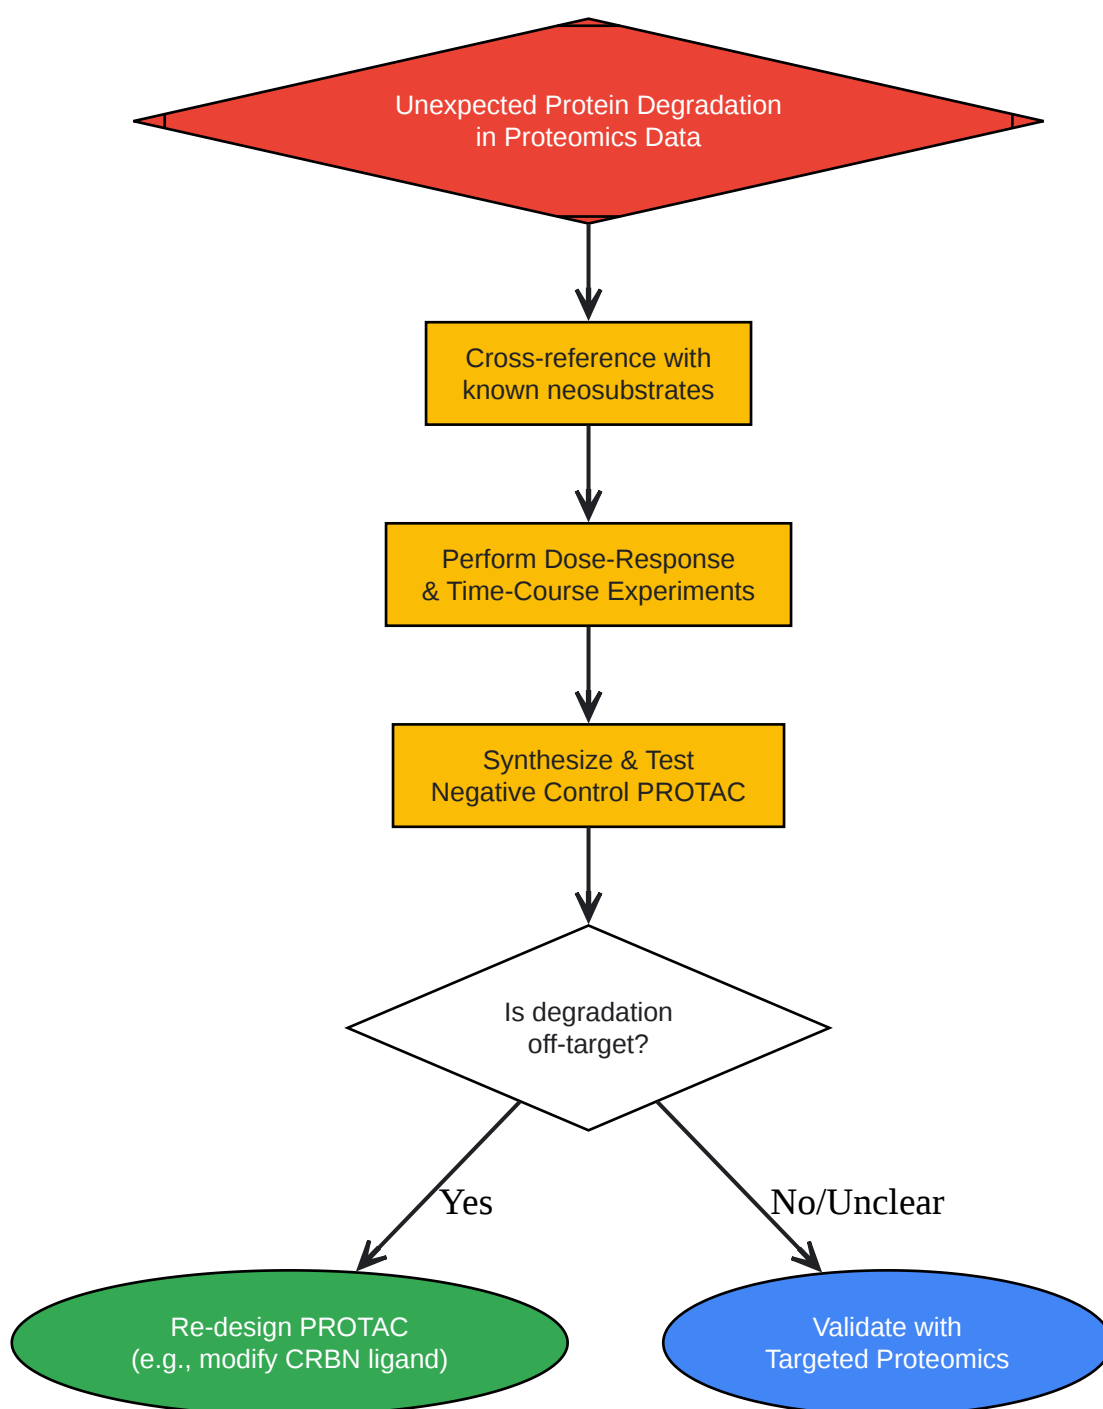 Unexpected Protein Degradation
in Proteomics Data
Cross-reference with
known neosubstrates
Perform Dose-Response
& Time-Course Experiments
Synthesize & Test
Negative Control PROTAC
Is degradation
off-target?
Yes
No/Unclear
Re-design PROTAC
(e.g., modify CRBN ligand)
Validate with
Targeted Proteomics